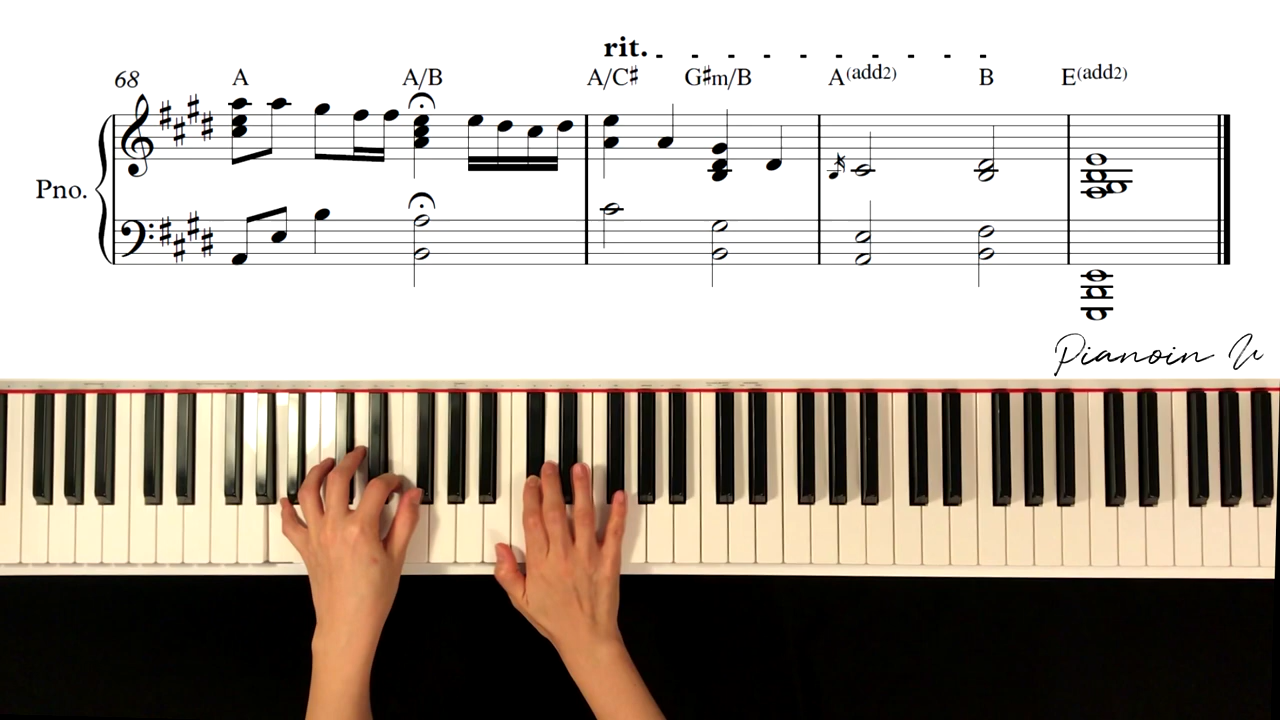 rit.
68 A A/B A/C♯ G♯m/B A(add2) B E(add2)
Pno.
Pianoin U